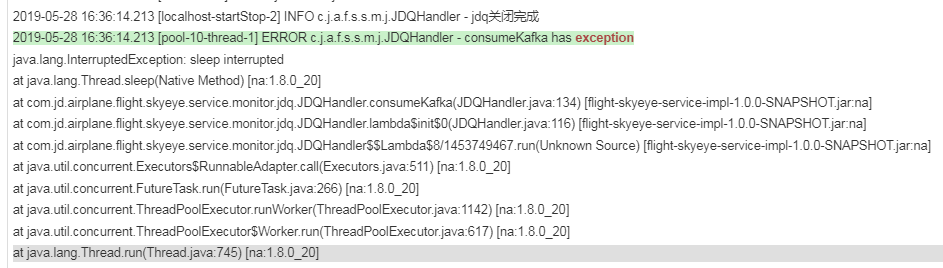 2019-05-28 16:36:14.213 [localhost-startStop-2] INFO c.j.a.f.s.s.m.j.JDQHandler - jdq关闭完成
2019-05-28 16:36:14.213 [pool-10-thread-1] ERROR c.j.a.f.s.s.m.j.JDQHandler - consumeKafka has exception
java.lang.InterruptedException: sleep interrupted
at java.lang.Thread.sleep(Native Method) [na:1.8.0_20]
at com.jd.airplane.flight.skyeye.service.monitor.jdq.JDQHandler.consumeKafka(JDQHandler.java:134) [flight-skyeye-service-impl-1.0.0-SNAPSHOT.jar:na]
at com.jd.airplane.flight.skyeye.service.monitor.jdq.JDQHandler.lambda$init$0(JDQHandler.java:116) [flight-skyeye-service-impl-1.0.0-SNAPSHOT.jar:na]
at com.jd.airplane.flight.skyeye.service.monitor.jdq.JDQHandler$$Lambda$8/1453749467.run(Unknown Source) [flight-skyeye-service-impl-1.0.0-SNAPSHOT.jar:na]
at java.util.concurrent.Executors$RunnableAdapter.call(Executors.java:511) [na:1.8.0_20]
at java.util.concurrent.FutureTask.run(FutureTask.java:266) [na:1.8.0_20]
at java.util.concurrent.ThreadPoolExecutor.runWorker(ThreadPoolExecutor.java:1142) [na:1.8.0_20]
at java.util.concurrent.ThreadPoolExecutor$Worker.run(ThreadPoolExecutor.java:617) [na:1.8.0_20]
at java.lang.Thread.run(Thread.java:745) [na:1.8.0_20]